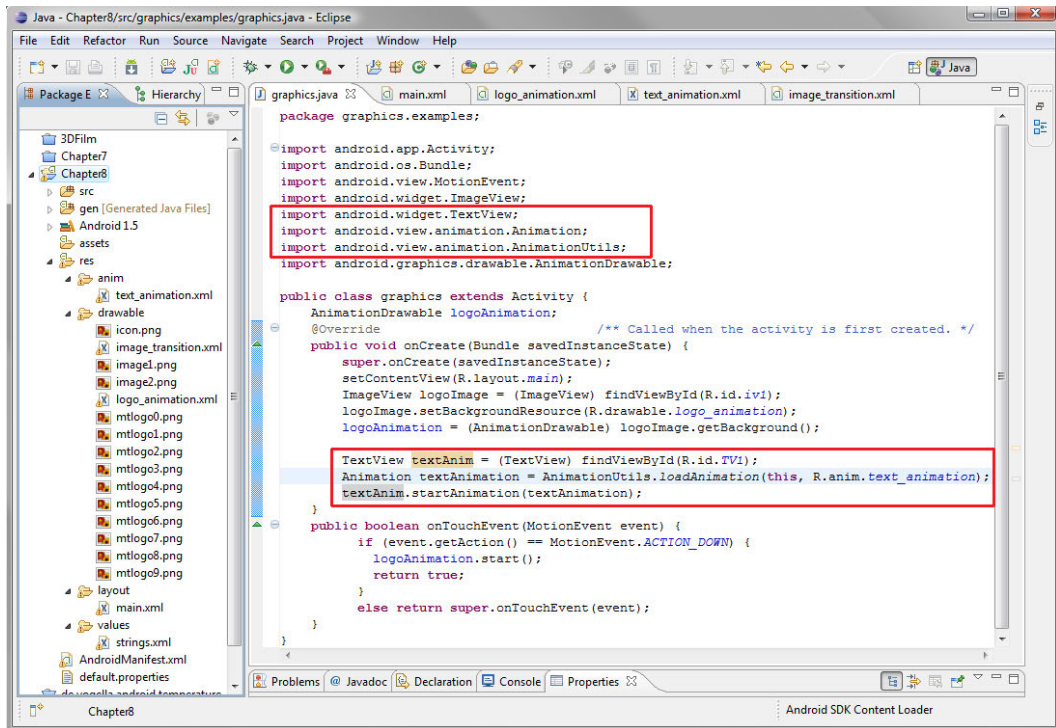 Java - Chapter8/src/graphics/examples/graphics.java - Eclipse
File Edit Refactor Run Source Navigate Search Project Window Help
Java
Package E
Hierarchy
3DFilm
Chapter7
Chapter8
src
gen [Generated Java Files]
Android 1.5
assets
res
anim
text_animation.xml
drawable
icon.png
image_transition.xml
image1.png
image2.png
logo_animation.xml
mtlogo0.png
mtlogo1.png
mtlogo2.png
mtlogo3.png
mtlogo4.png
mtlogo5.png
mtlogo6.png
mtlogo7.png
mtlogo8.png
mtlogo9.png
layout
main.xml
values
strings.xml
AndroidManifest.xml
default.properties
graphics.java
main.xml
logo_animation.xml
text_animation.xml
image_transition.xml
package graphics.examples;
import android.app.Activity;
import android.os.Bundle;
import android.view.MotionEvent;
import android.widget.ImageView;
import android.widget.TextView;
import android.view.animation.Animation;
import android.view.animation.AnimationUtils;
import android.graphics.drawable.AnimationDrawable;
public class graphics extends Activity {
AnimationDrawable logoAnimation;
@Override /** Called when the activity is first created. */
public void onCreate(Bundle savedInstanceState) {
super.onCreate(savedInstanceState);
setContentView(R.layout.main);
ImageView logoImage = (ImageView) findViewById(R.id.iv1);
logoImage.setBackgroundResource(R.drawable.logo_animation);
logoAnimation = (AnimationDrawable) logoImage.getBackground();
TextView textAnim = (TextView) findViewById(R.id.TV1);
Animation textAnimation = AnimationUtils.loadAnimation(this, R.anim.text_animation);
textAnim.startAnimation(textAnimation);
}
public boolean onTouchEvent(MotionEvent event) {
if (event.getAction() == MotionEvent.ACTION_DOWN) {
logoAnimation.start();
return true;
}
else return super.onTouchEvent(event);
}
}
Problems @ Javadoc Declaration Console Properties
Chapter8
Android SDK Content Loader